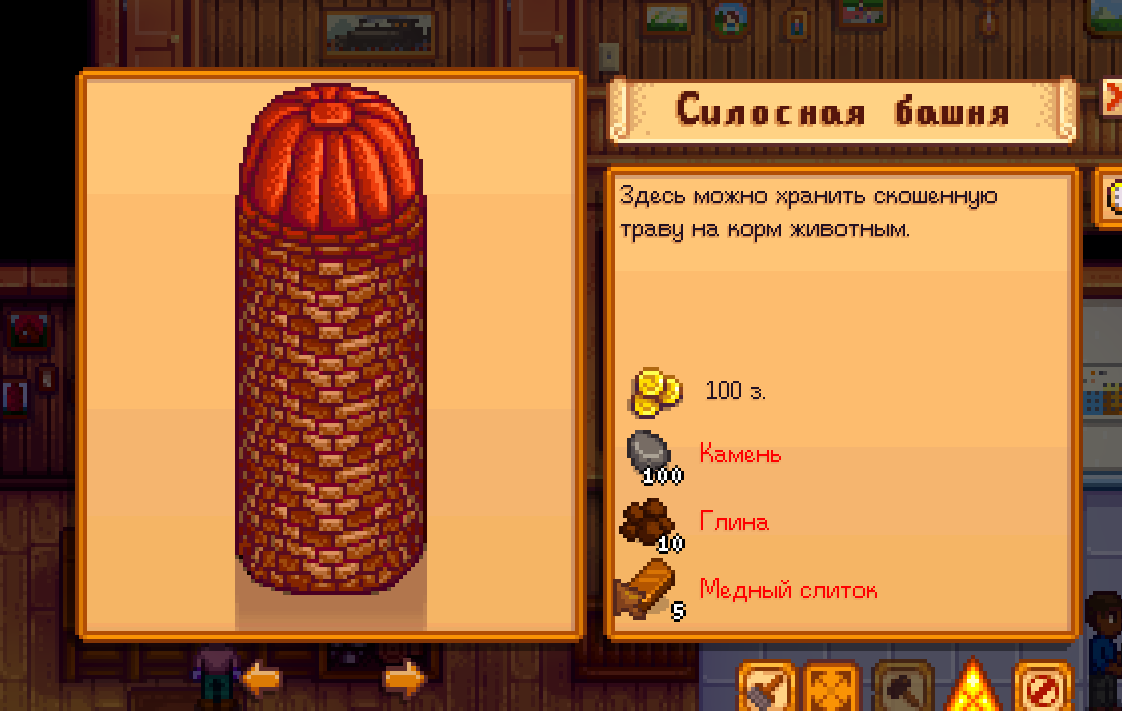 Силосная башня
Здесь можно хранить скошенную
траву на корм животным.
100 з.
Камень
100
Глина
10
Медный слиток
5